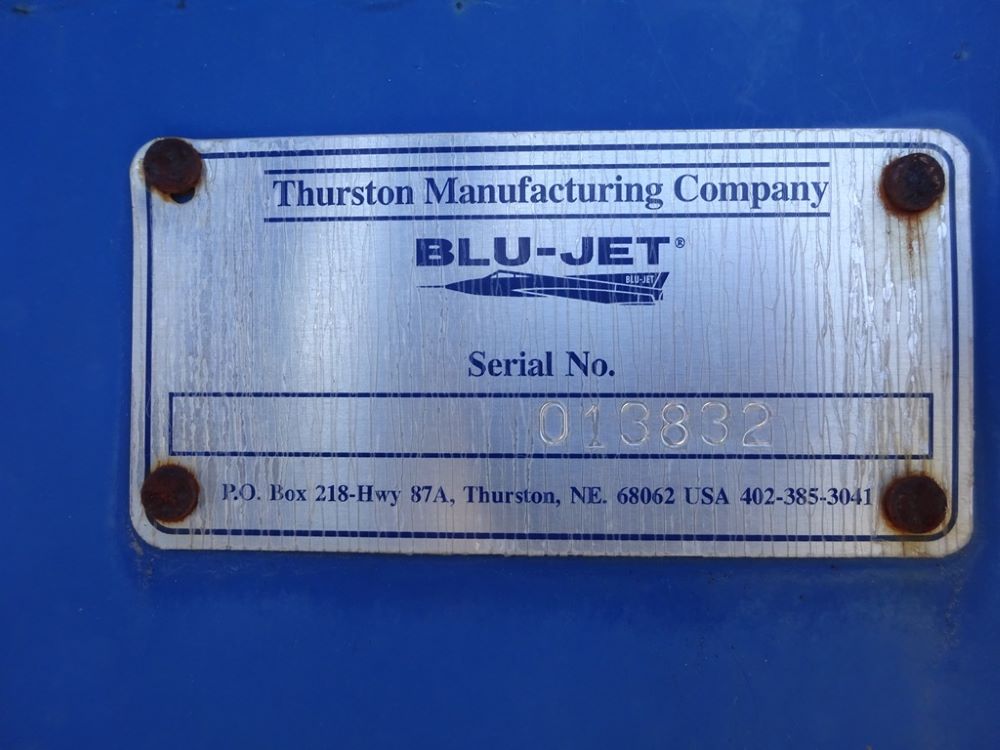 Thurston Manufacturing Company
BLU-JET®
BLU-JET
Serial No.
013832
P.O. Box 218-Hwy 87A, Thurston, NE. 68062 USA 402-385-3041